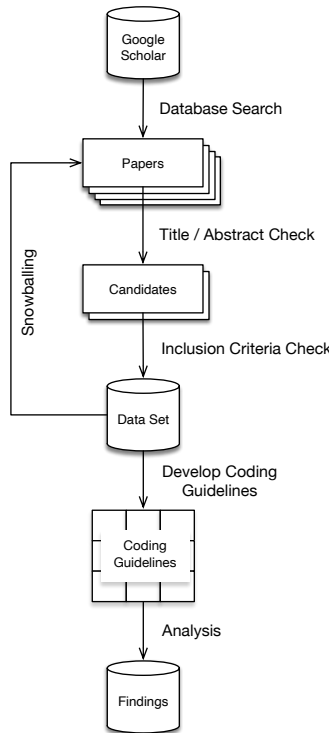 Google
Scholar
Database Search
Papers
Title / Abstract Check
Snowballing
Candidates
Inclusion Criteria Check
Data Set
Develop Coding
Guidelines
Coding
Guidelines
Analysis
Findings